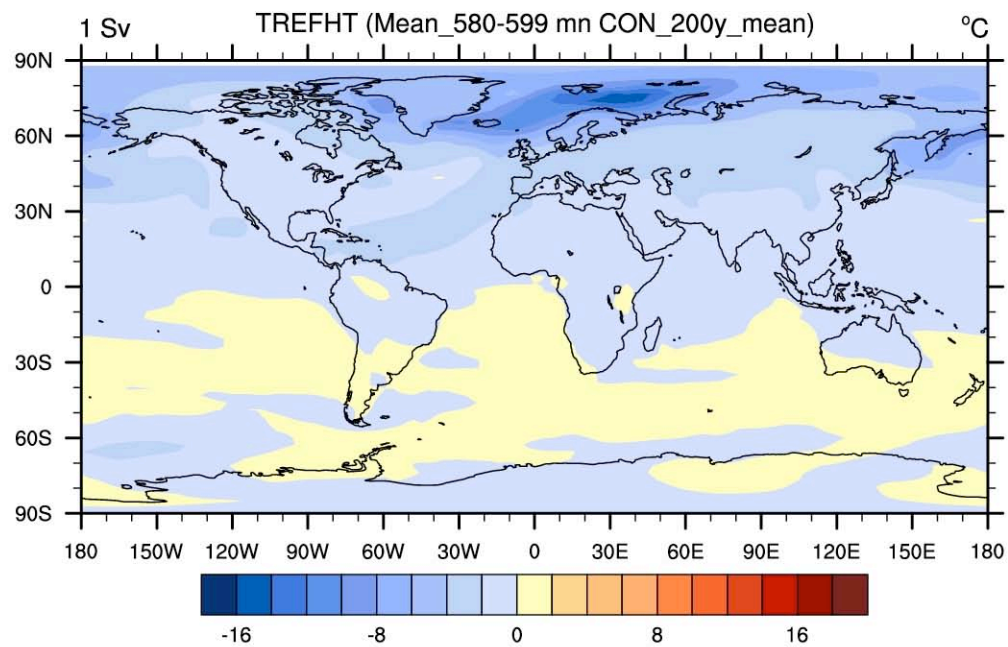 1 Sv TREFHT (Mean_580-599 mn CON_200y_mean) °C
90N
60N
30N
0
30S
60S
90S
180 150W 120W 90W 60W 30W 0 30E 60E 90E 120E 150E 180
-16 -8 0 8 16